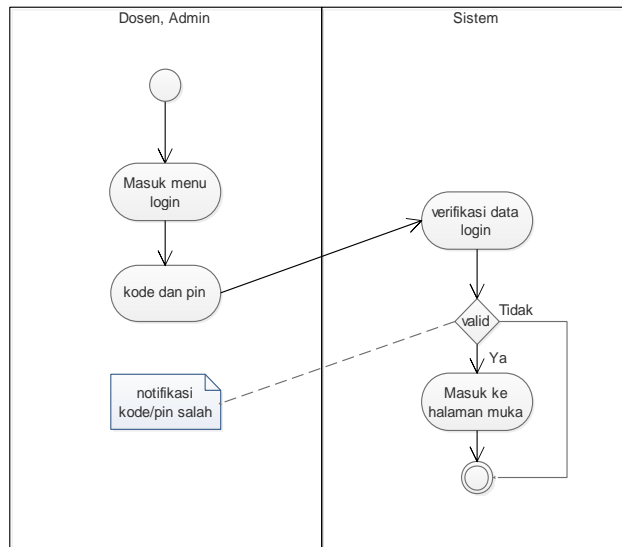 Dosen, Admin
Sistem
Masuk menu
login
verifikasi data
login
kode dan pin
valid
Tidak
Ya
notifikasi
kode/pin salah
Masuk ke
halaman muka